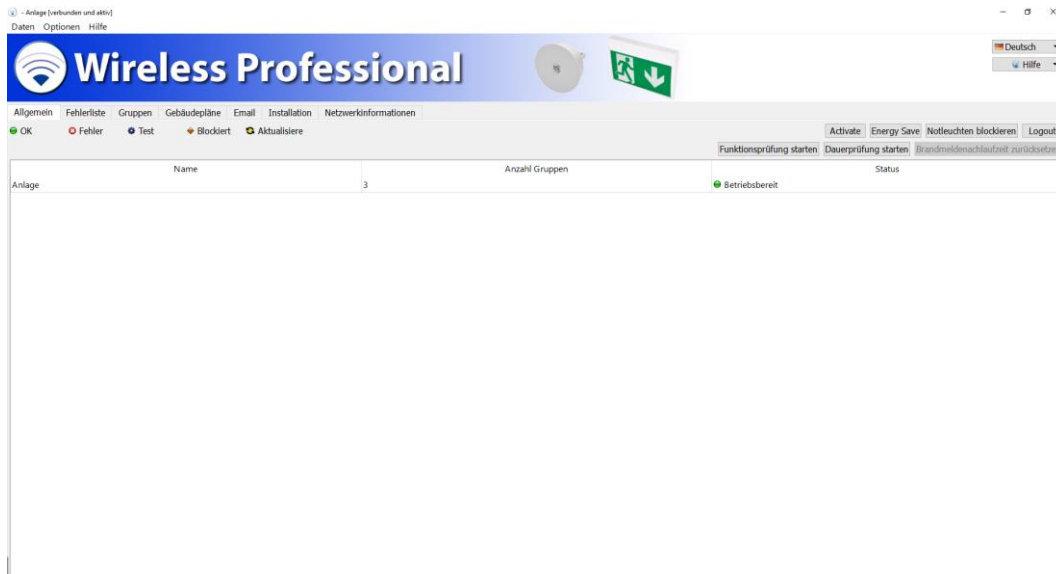 - Anlage [verbunden und aktiv]
Daten Optionen Hilfe
Wireless Professional
Deutsch
Hilfe
Allgemein Fehlerliste Gruppen Gebäudepläne Email Installation Netzwerkinformationen
OK Fehler Test Blockiert Aktualisiere
Activate Energy Save Notleuchten blockieren Logout
Funktionsprüfung starten Dauerprüfung starten Brandmeldenachlaufzeit zurücksetze
Name Anzahl Gruppen Status
Anlage 3 Betriebsbereit